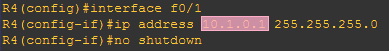 R4(config)#interface f0/1
R4(config-if)#ip address 10.1.0.1 255.255.255.0
R4(config-if)#no shutdown